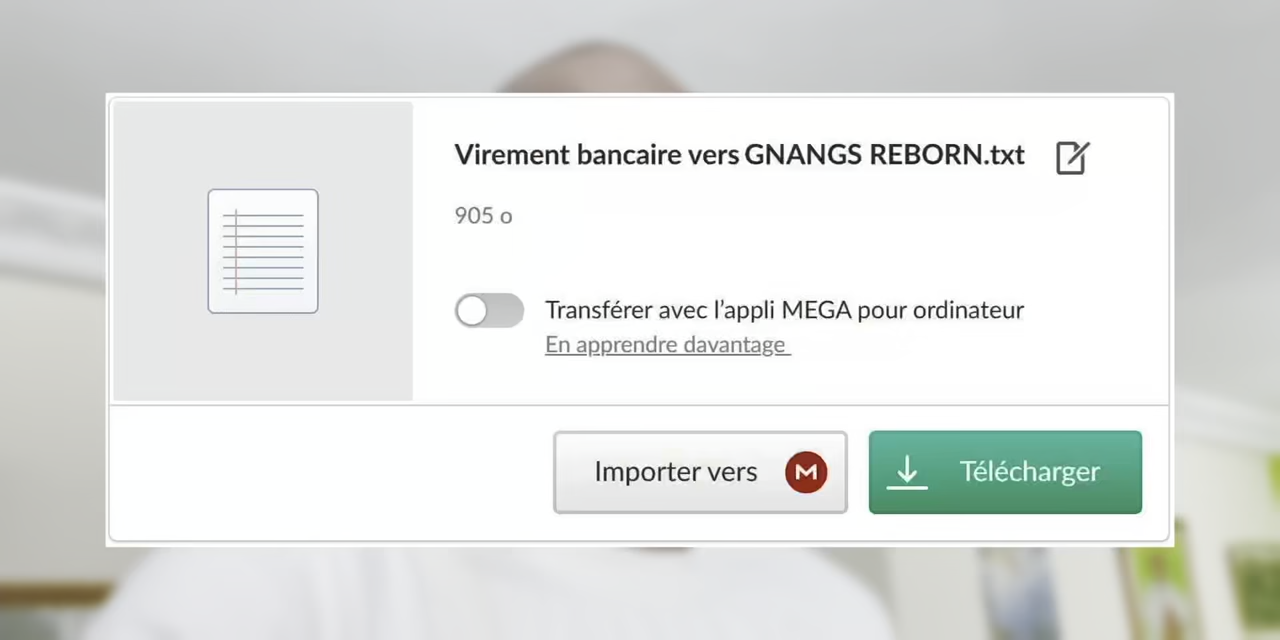 Virement bancaire vers GNANGS REBORN.txt
905 o
Transférer avec l’appli MEGA pour ordinateur
En apprendre davantage
Importer vers M
Télécharger